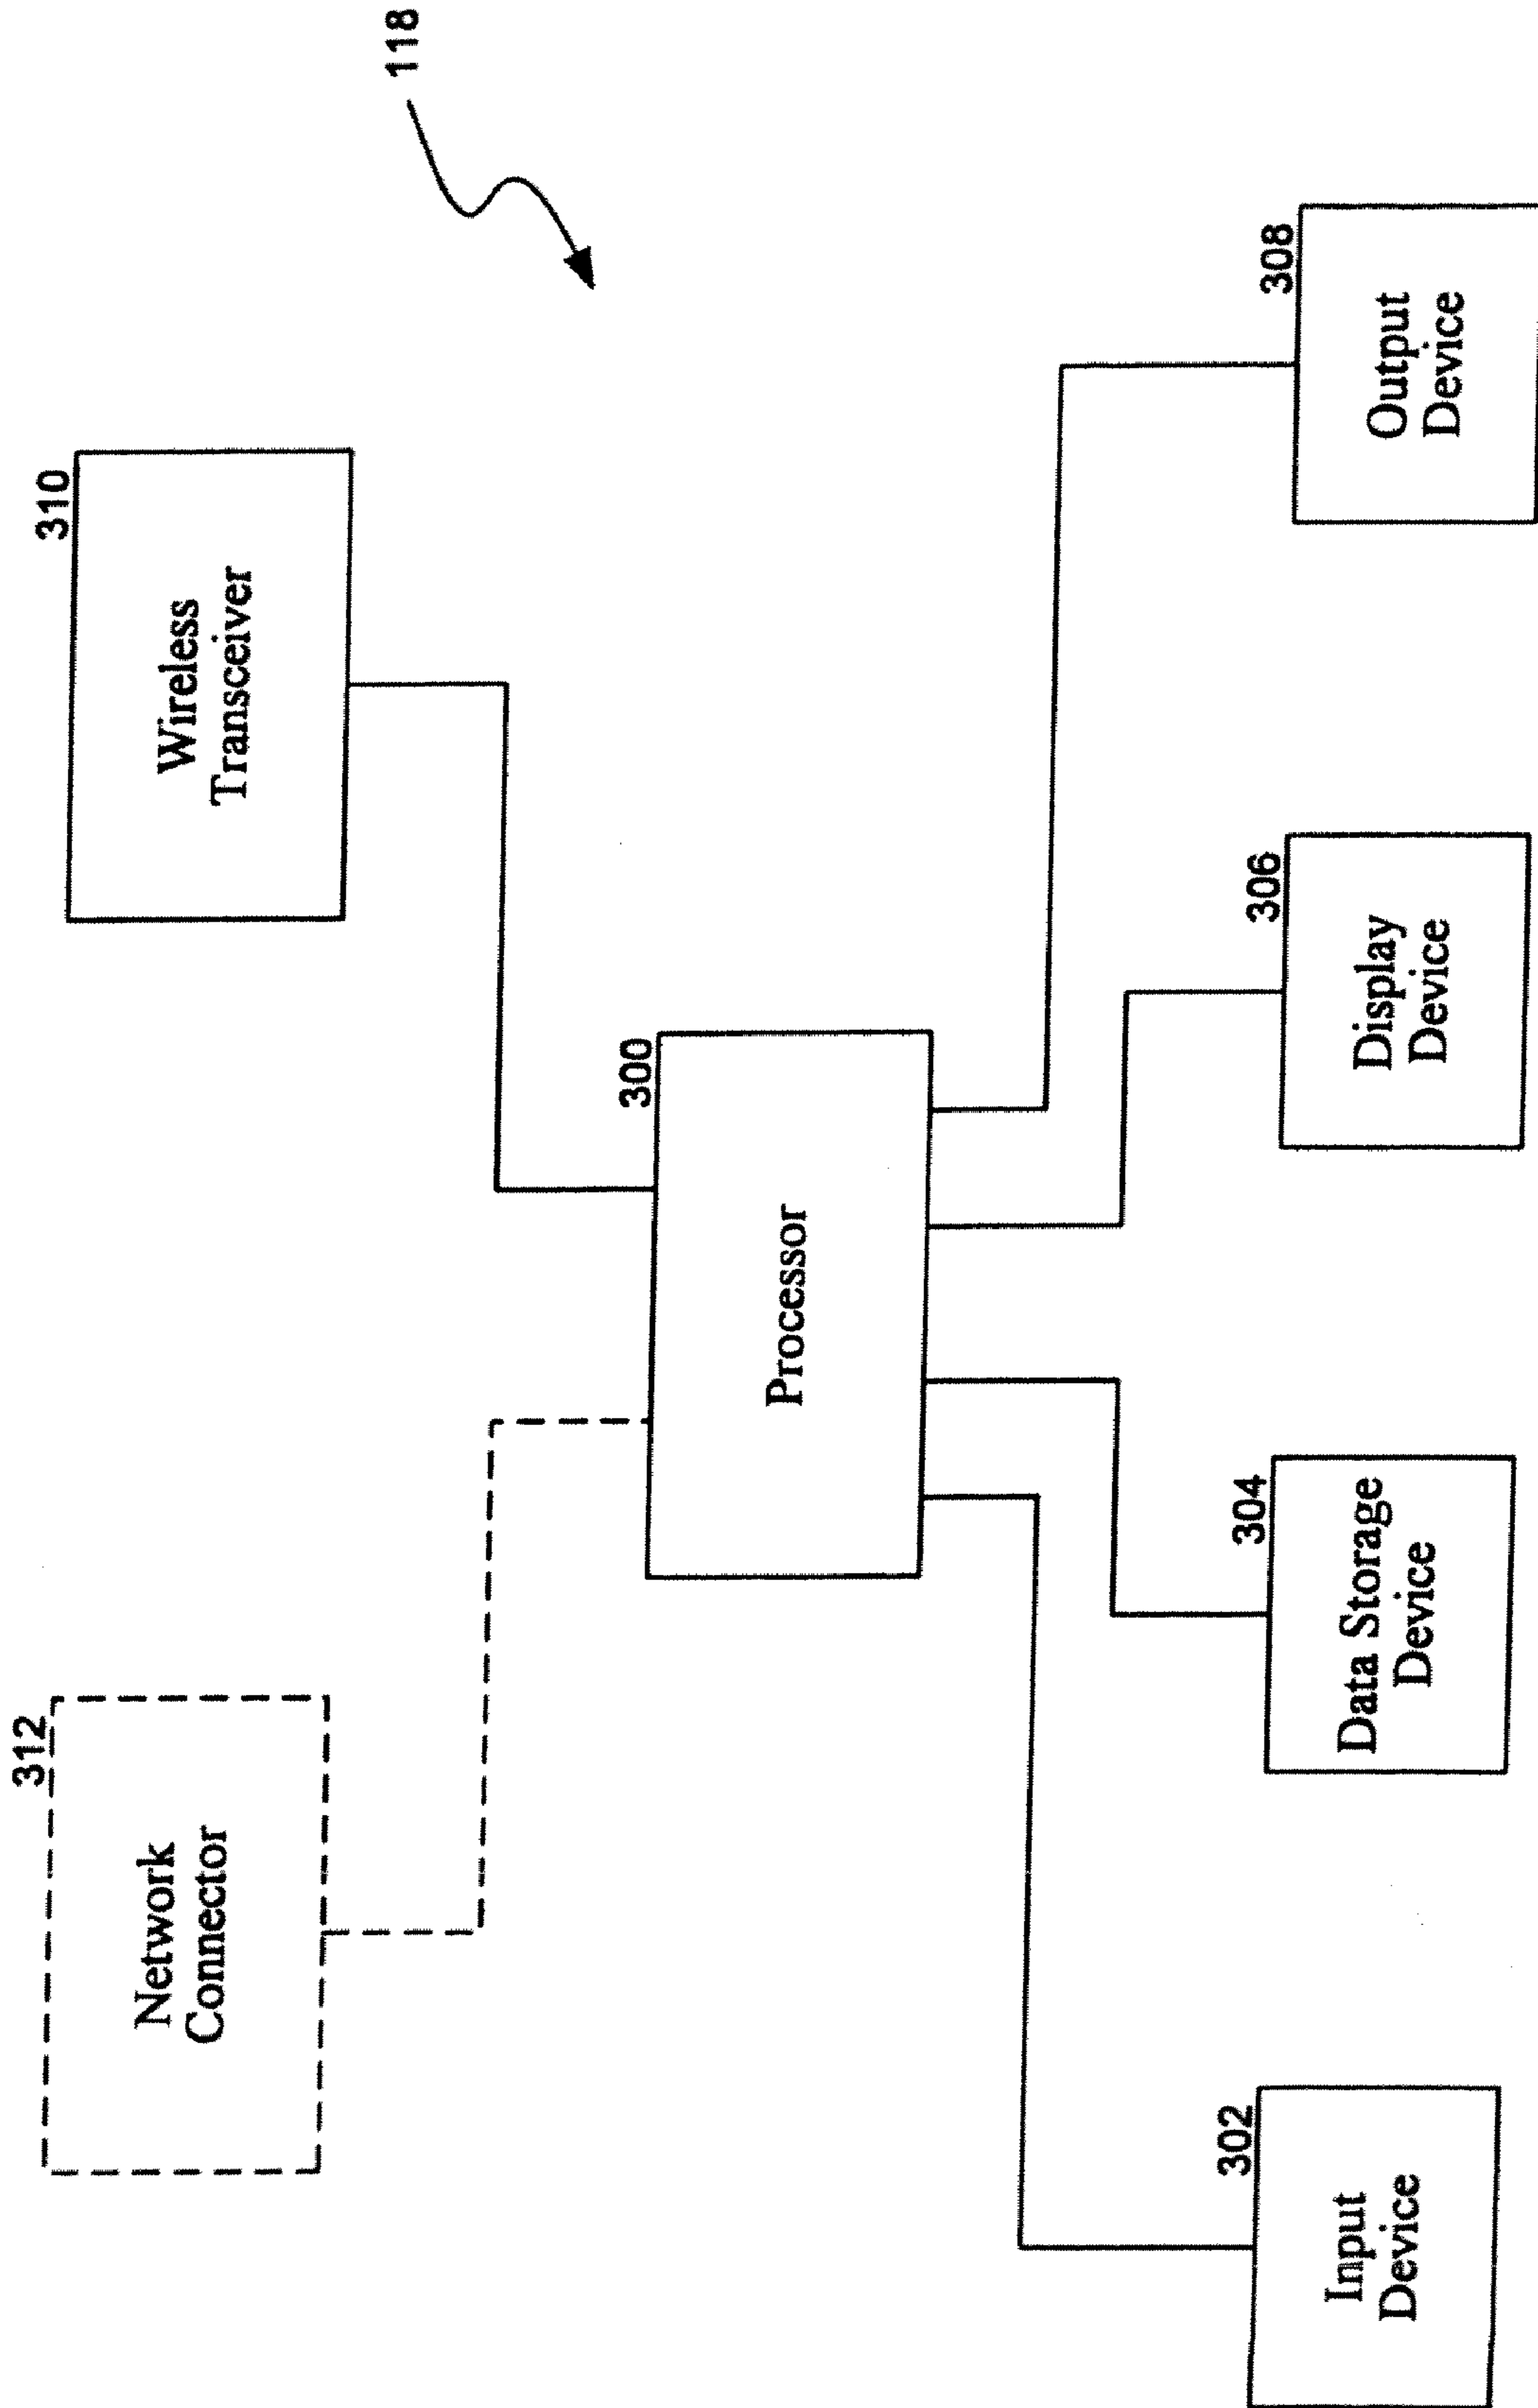 118
312
Network
Connector
310
Wireless
Transceiver
300
Processor
302
Input
Device
304
Data Storage
Device
306
Display
Device
308
Output
Device